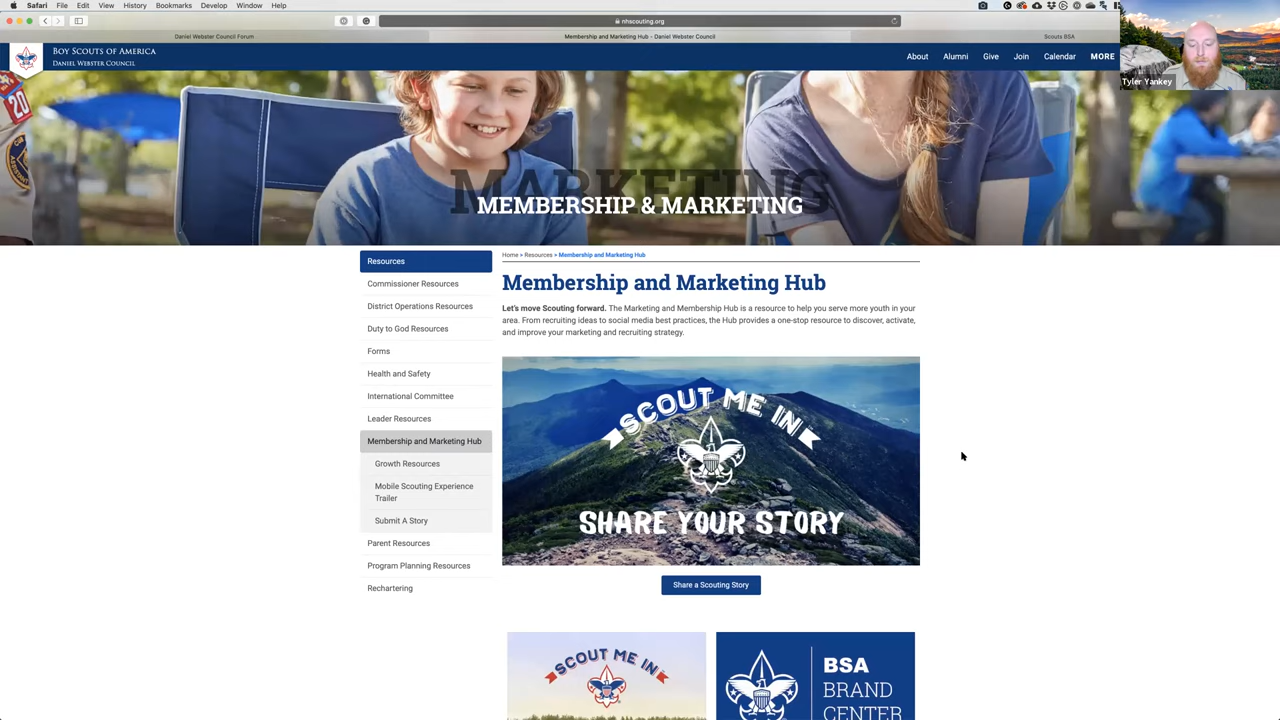 Safari File Edit View History Bookmarks Develop Window Help
nhscouting.org
Daniel Webster Council Forum
Membership and Marketing Hub - Daniel Webster Council
Scouts BSA
BOY SCOUTS OF AMERICA
DANIEL WEBSTER COUNCIL
About Alumni Give Join Calendar MORE
Tyler Yankey
20
MARKETING
MEMBERSHIP & MARKETING
Resources
Commissioner Resources
District Operations Resources
Duty to God Resources
Forms
Health and Safety
International Committee
Leader Resources
Membership and Marketing Hub
Growth Resources
Mobile Scouting Experience
Trailer
Submit A Story
Parent Resources
Program Planning Resources
Rechartering
Home > Resources > Membership and Marketing Hub
Membership and Marketing Hub
Let's move Scouting forward. The Marketing and Membership Hub is a resource to help you serve more youth in your
area. From recruiting ideas to social media best practices, the Hub provides a one-stop resource to discover, activate,
and improve your marketing and recruiting strategy.
SCOUT ME IN
SHARE YOUR STORY
Share a Scouting Story
SCOUT ME IN
BSA
BRAND
CENTER